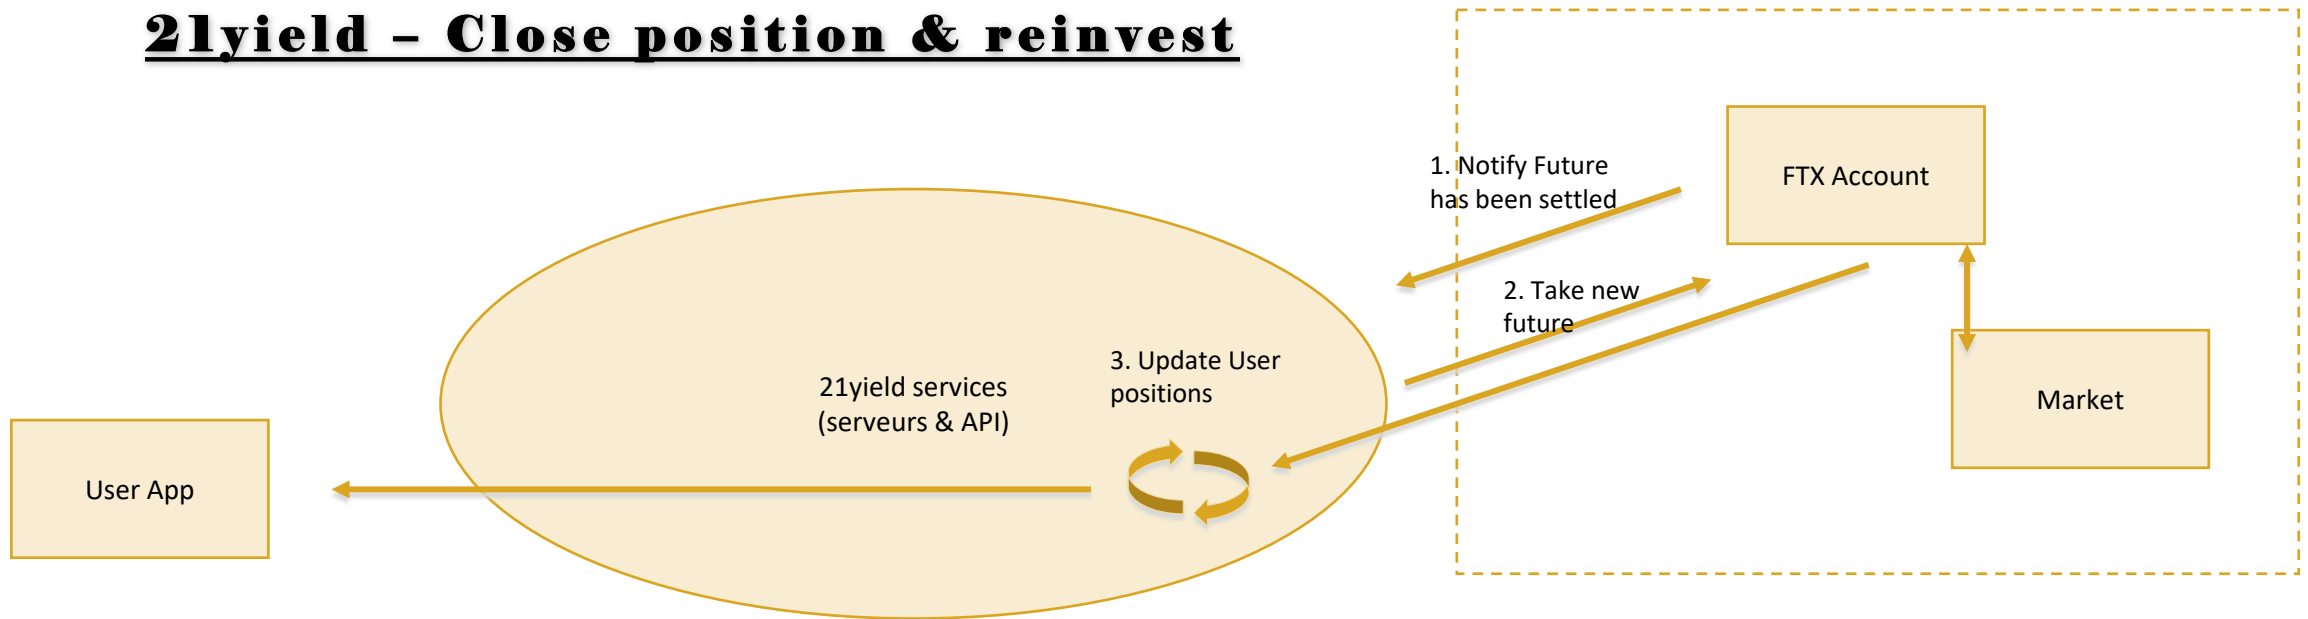 21yield – Close position & reinvest
1. Notify Future
has been settled
FTX Account
2. Take new
future
3. Update User
positions
21yield services
(serveurs & API)
Market
User App